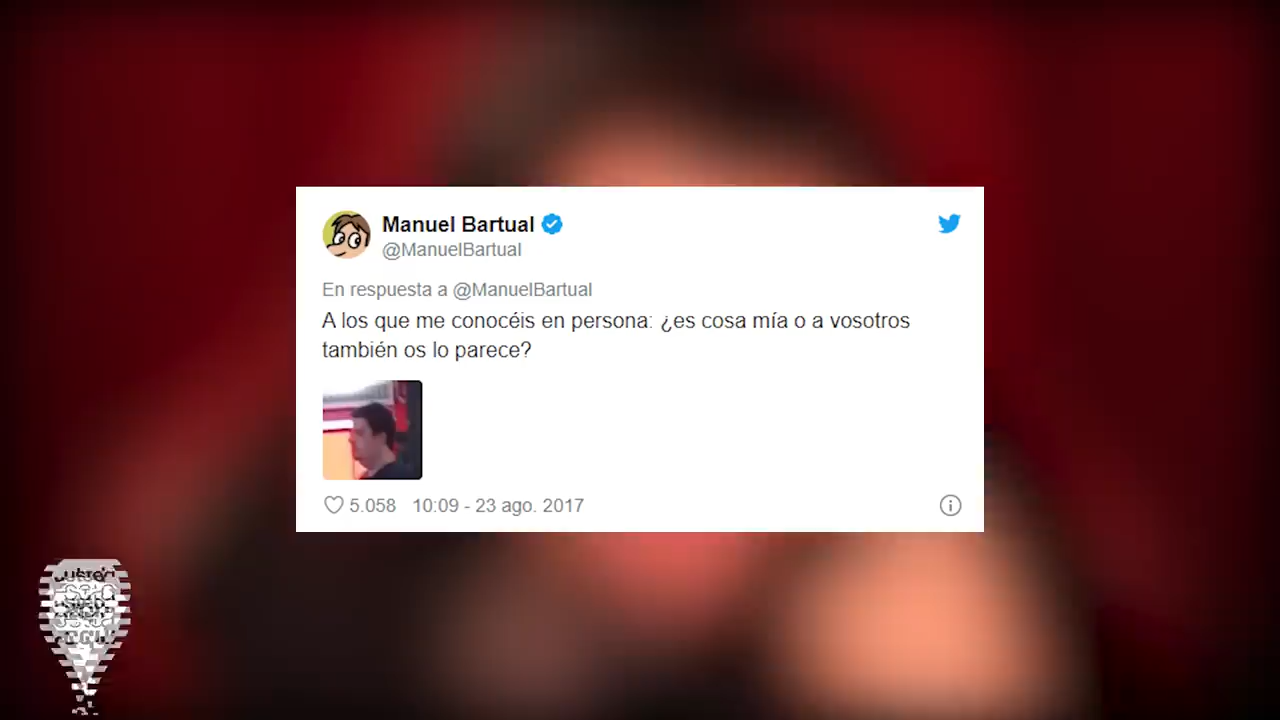 Manuel Bartual
@ManuelBartual
En respuesta a @ManuelBartual
A los que me conocéis en persona: ¿es cosa mía o a vosotros
también os lo parece?
5.058 10:09 - 23 ago. 2017